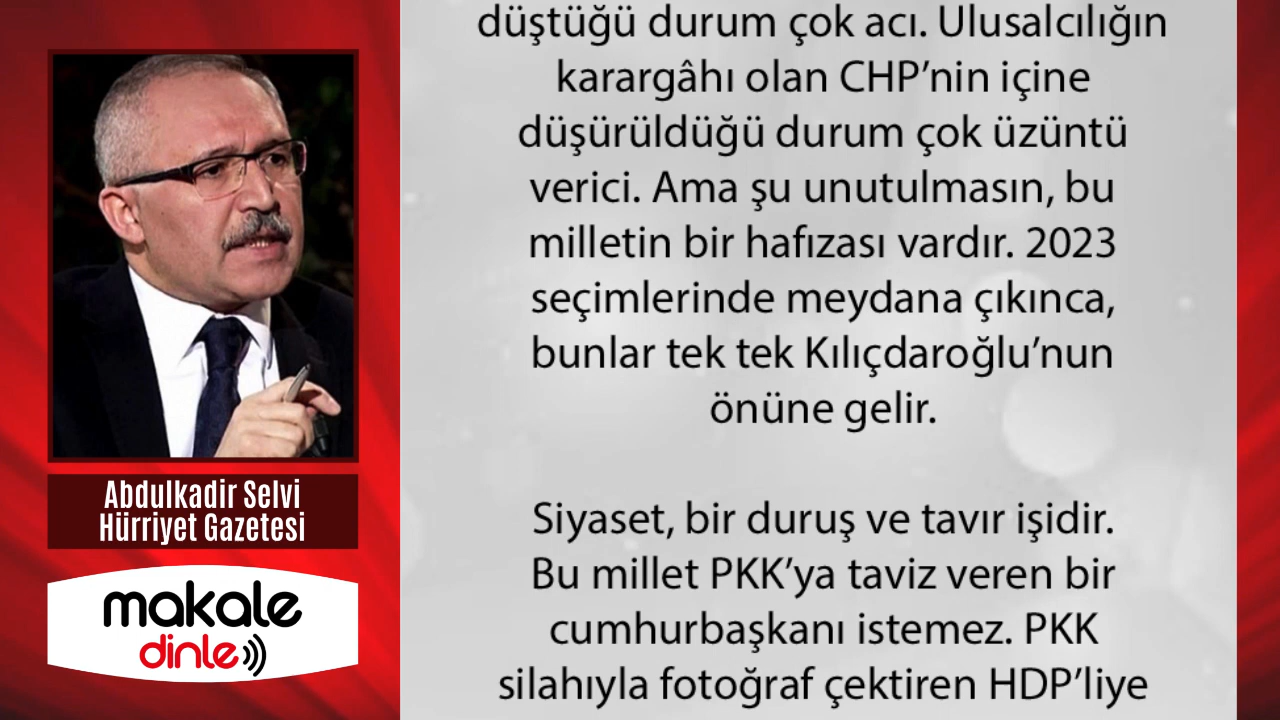 düştüğü durum çok acı. Ulusalcılığın
karargâhı olan CHP’nin içine
düşürüldüğü durum çok üzüntü
verici. Ama şu unutulmasın, bu
milletin bir hafızası vardır. 2023
seçimlerinde meydana çıkınca,
bunlar tek tek Kılıçdaroğlu’nun
önüne gelir.
Siyaset, bir duruş ve tavır işidir.
Bu millet PKK’ya taviz veren bir
cumhurbaşkanı istemez. PKK
silahıyla fotoğraf çektiren HDP’liye
Abdulkadir Selvi
Hürriyet Gazetesi
makale
dinle